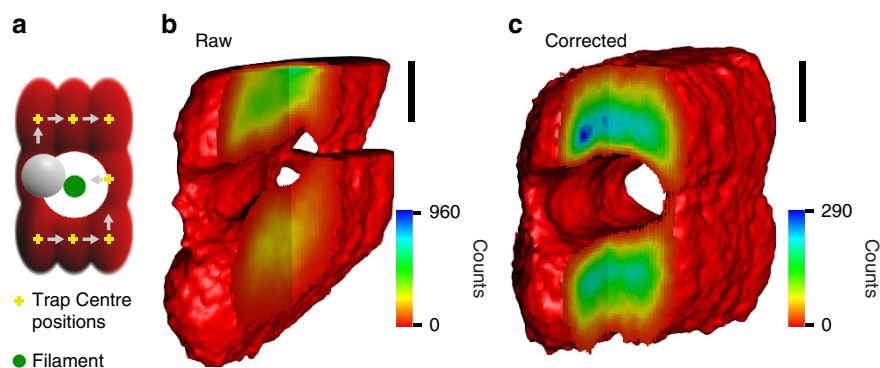 a
Trap Centre
positions
Filament
b
Raw
960
0
Counts
c
Corrected
290
0
Counts